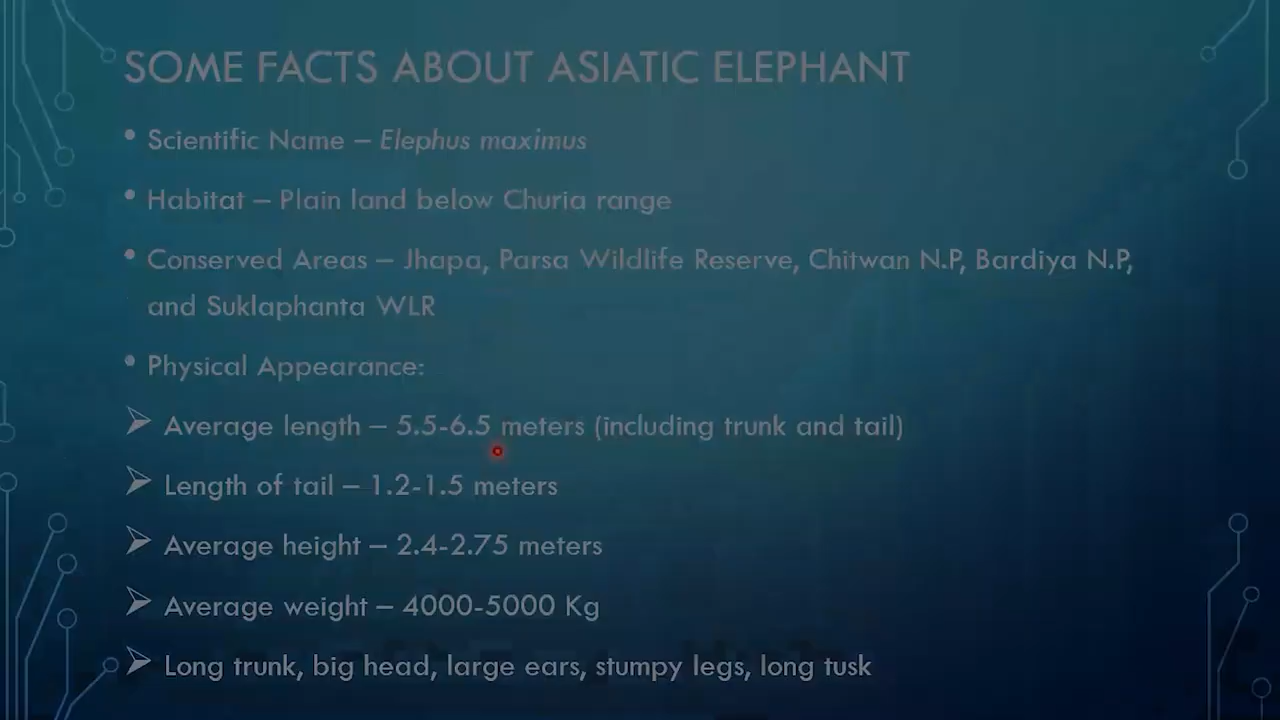 SOME FACTS ABOUT ASIATIC ELEPHANT
• Scientific Name – Elephus maximus
• Habitat – Plain land below Churia range
• Conserved Areas – Jhapa, Parsa Wildlife Reserve, Chitwan N.P, Bardiya N.P,
and Suklaphanta WLR
• Physical Appearance:
➢ Average length – 5.5-6.5 meters (including trunk and tail)
➢ Length of tail – 1.2-1.5 meters
➢ Average height – 2.4-2.75 meters
➢ Average weight – 4000-5000 Kg
➢ Long trunk, big head, large ears, stumpy legs, long tusk